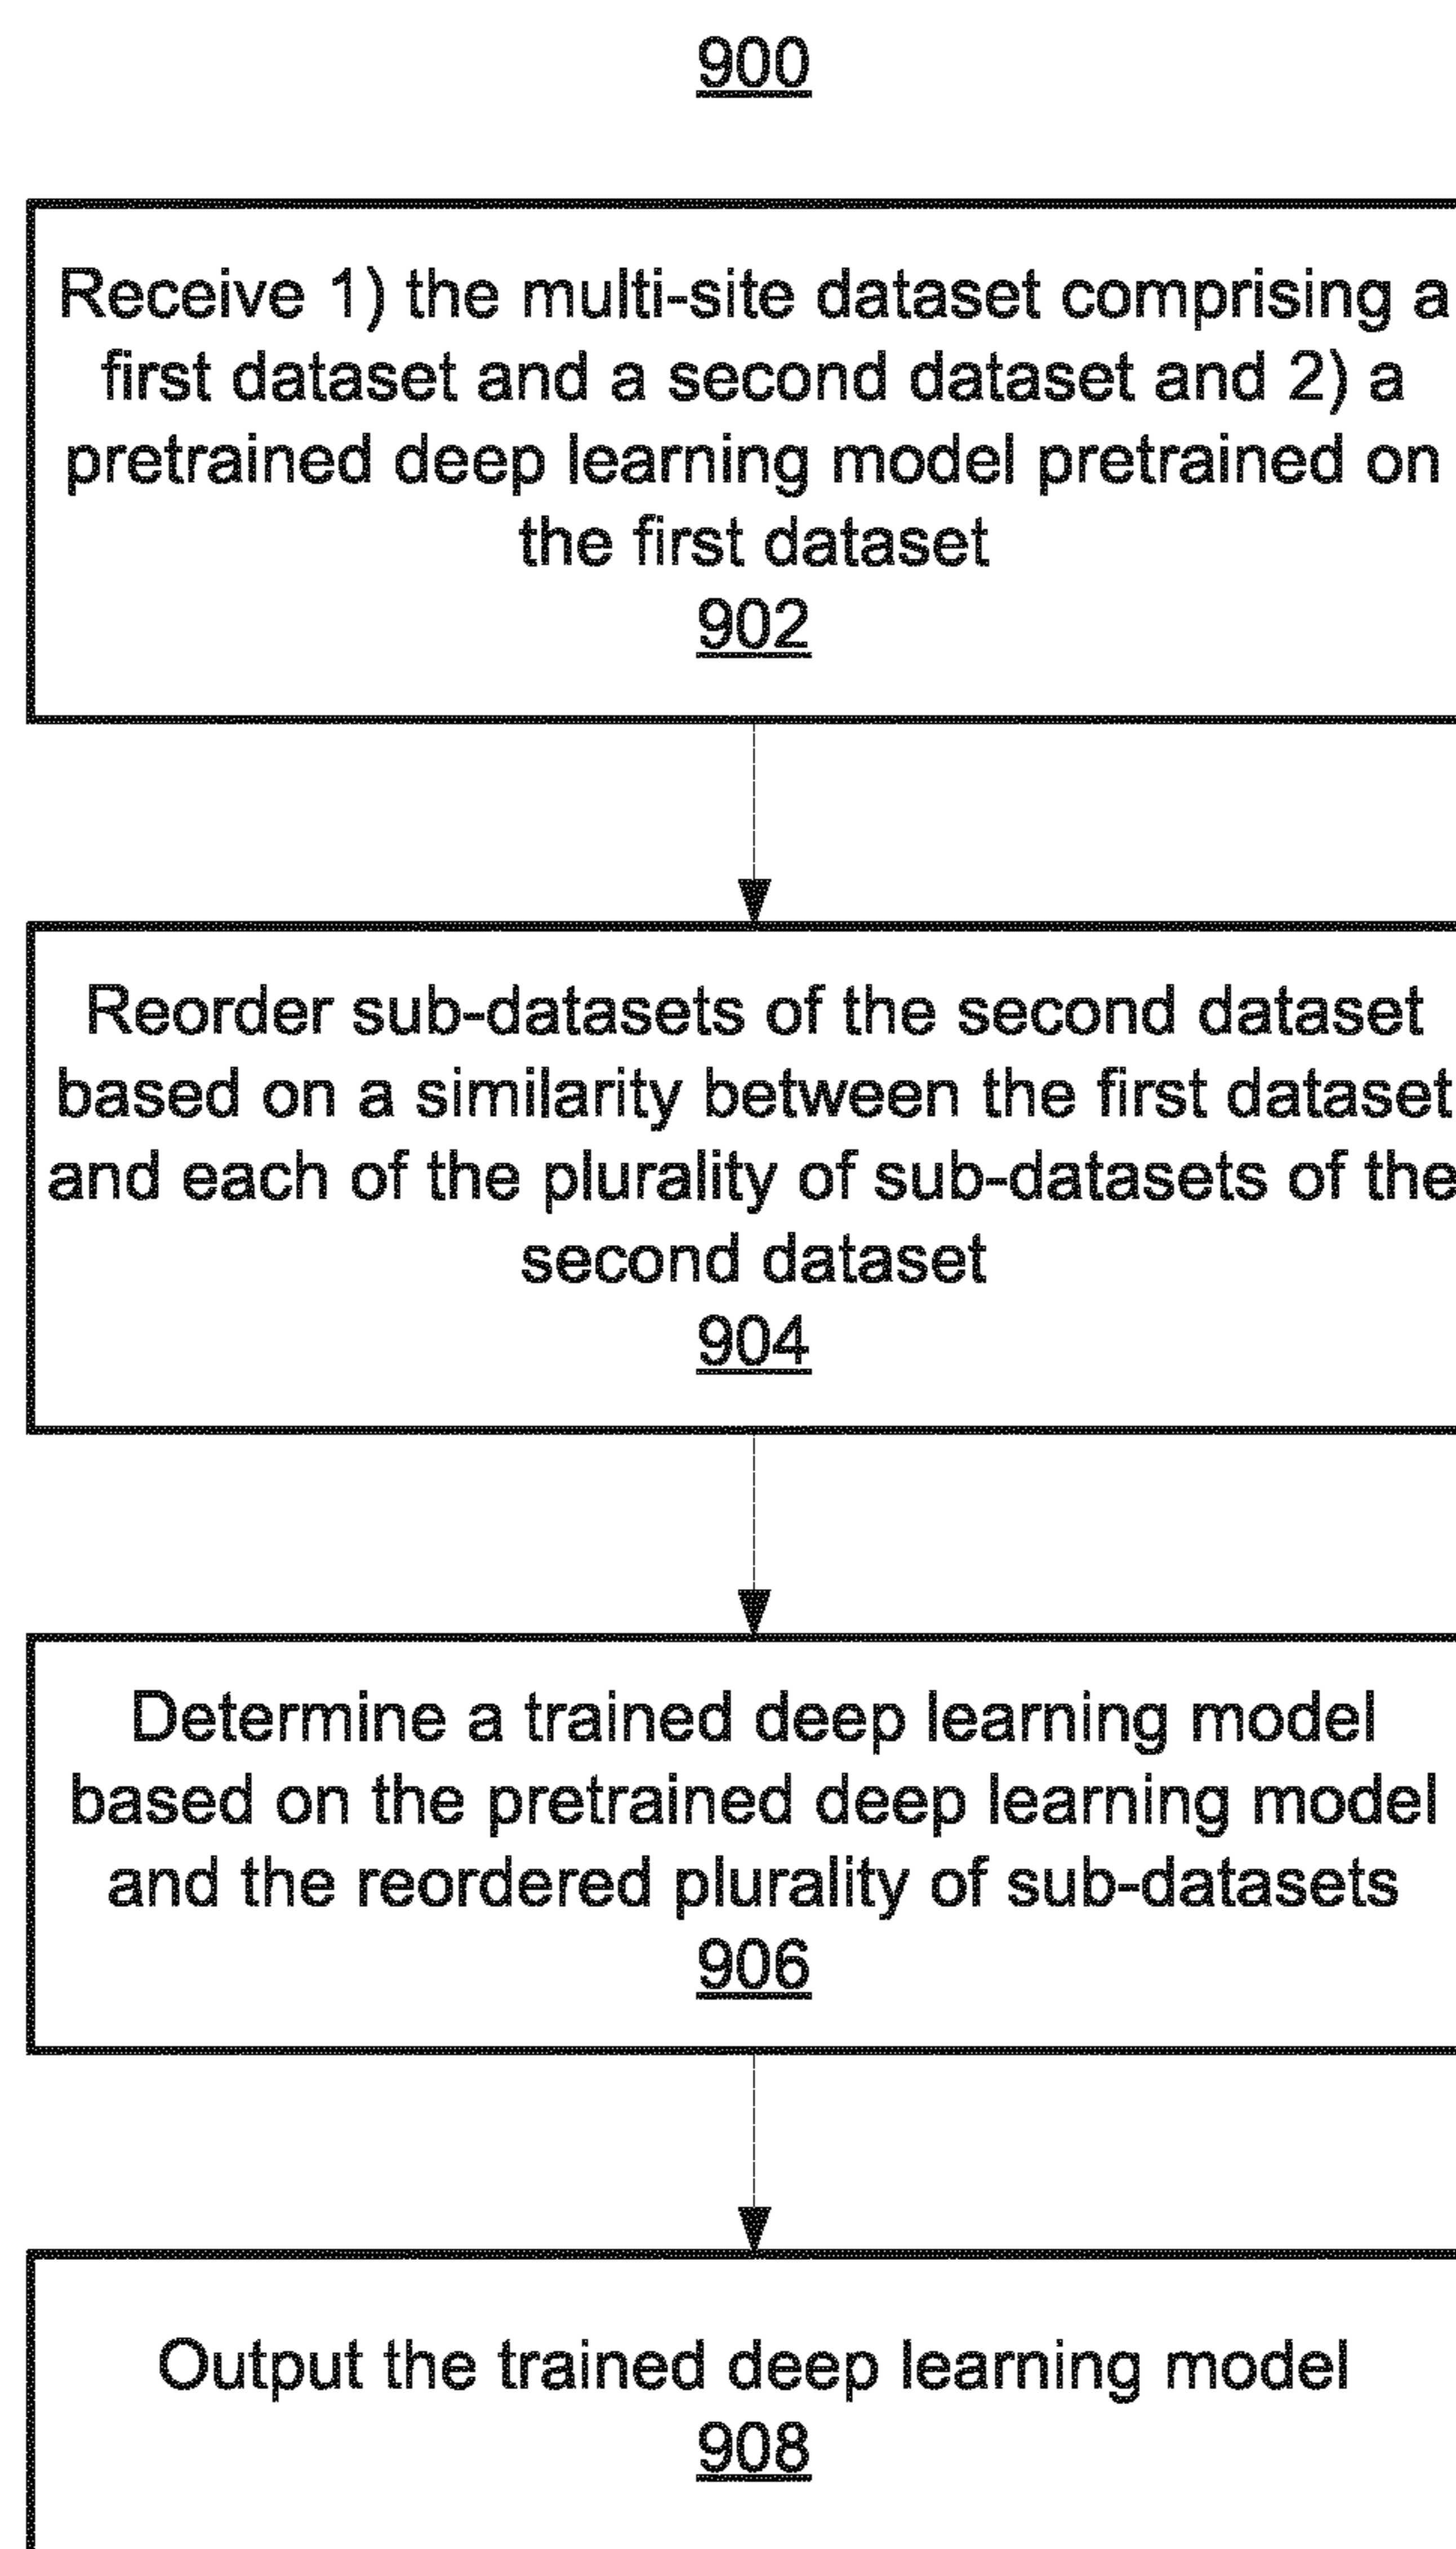 900
Receive 1) the multi-site dataset comprising a
first dataset and a second dataset and 2) a
pretrained deep learning model pretrained on
the first dataset
902
Reorder sub-datasets of the second dataset
based on a similarity between the first dataset
and each of the plurality of sub-datasets of the
second dataset
904
Determine a trained deep learning model
based on the pretrained deep learning model
and the reordered plurality of sub-datasets
906
Output the trained deep learning model
908